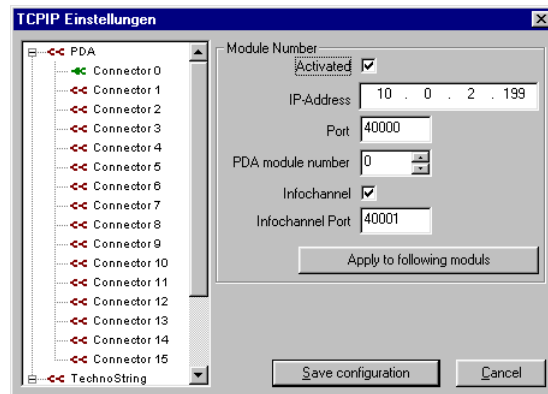 TCPIP Einstellungen
PDA
Connector 0
Connector 1
Connector 2
Connector 3
Connector 4
Connector 5
Connector 6
Connector 7
Connector 8
Connector 9
Connector 10
Connector 11
Connector 12
Connector 13
Connector 14
Connector 15
TechnoString
Module Number
Activated
IP-Address 10 . 0 . 2 . 199
Port 40000
PDA module number 0
Infochannel
Infochannel Port 40001
Apply to following moduls
Save configuration Cancel